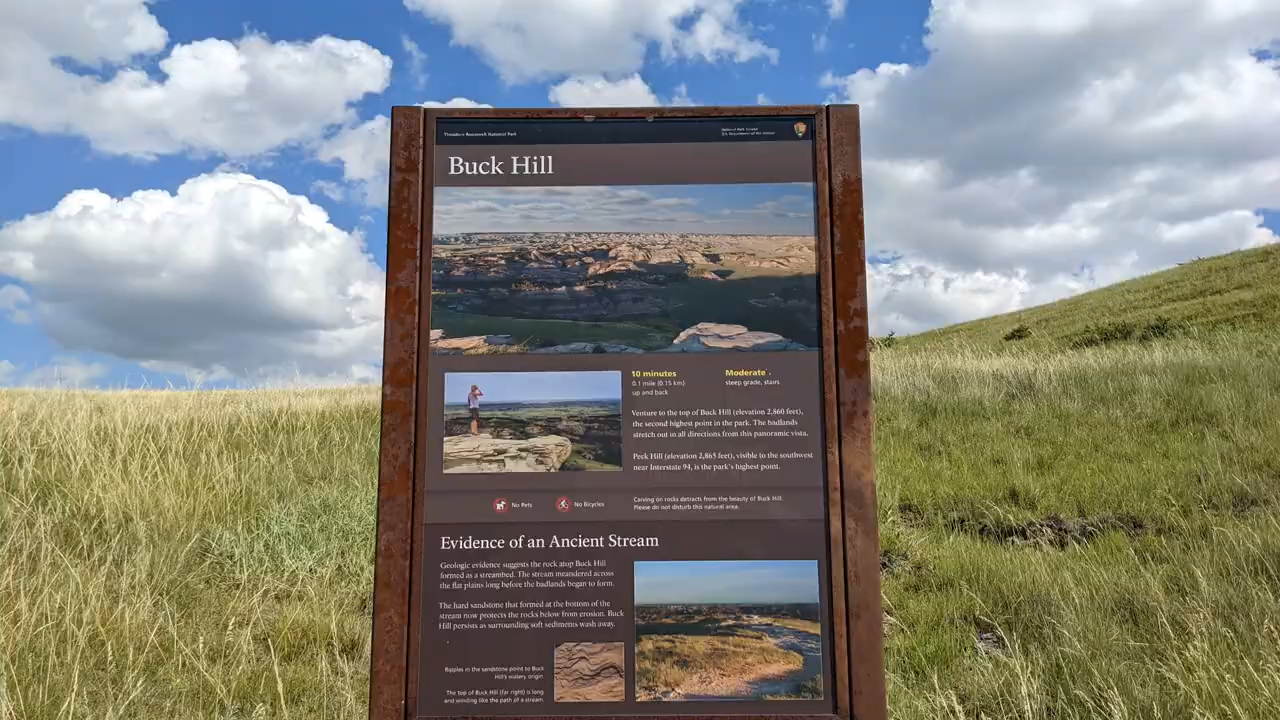 Theodore Roosevelt National Park
National Park Service
U.S. Department of the Interior
Buck Hill
10 minutes
0.1 mile (0.15 km)
up and back
Moderate
steep grade, stairs
Venture to the top of Buck Hill (elevation 2,860 feet),
the second highest point in the park. The badlands
stretch out in all directions from this panoramic vista.
Peck Hill (elevation 2,865 feet), visible to the southwest
near Interstate 94, is the park's highest point.
No Pets
No Bicycles
Carving on rocks detracts from the beauty of Buck Hill.
Please do not disturb this natural area.
Evidence of an Ancient Stream
Geologic evidence suggests the rock atop Buck Hill
formed as a streambed. The stream meandered across
the flat plains long before the badlands began to form.
The hard sandstone that formed at the bottom of the
stream now protects the rocks below from erosion. Buck
Hill persists as surrounding soft sediments wash away.
Ripples in the sandstone point to Buck
Hill's watery origin.
The top of Buck Hill (far right) is long
and winding like the path of a stream.